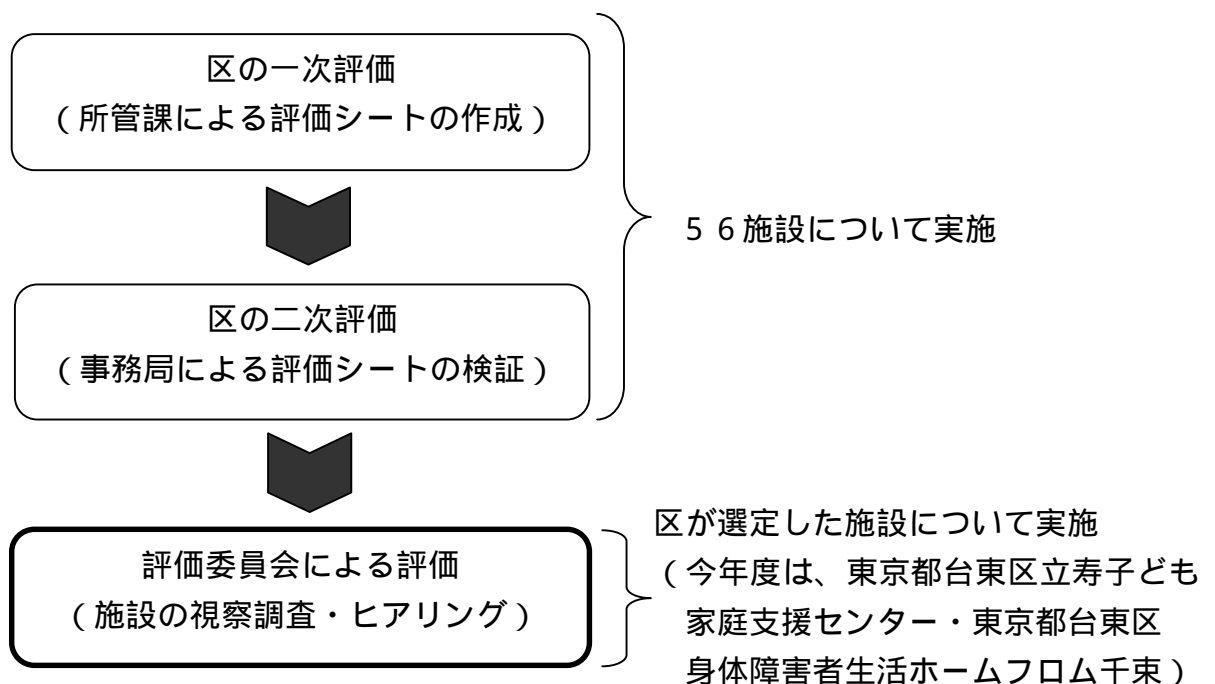 区の一次評価
(所管課による評価シートの作成)
56施設について実施
区の二次評価
(事務局による評価シートの検証)
評価委員会による評価
(施設の視察調査・ヒアリング)
区が選定した施設について実施
(今年度は、東京都台東区立寿子ども
家庭支援センター・東京都台東区
身体障害者生活ホームフロム千束)